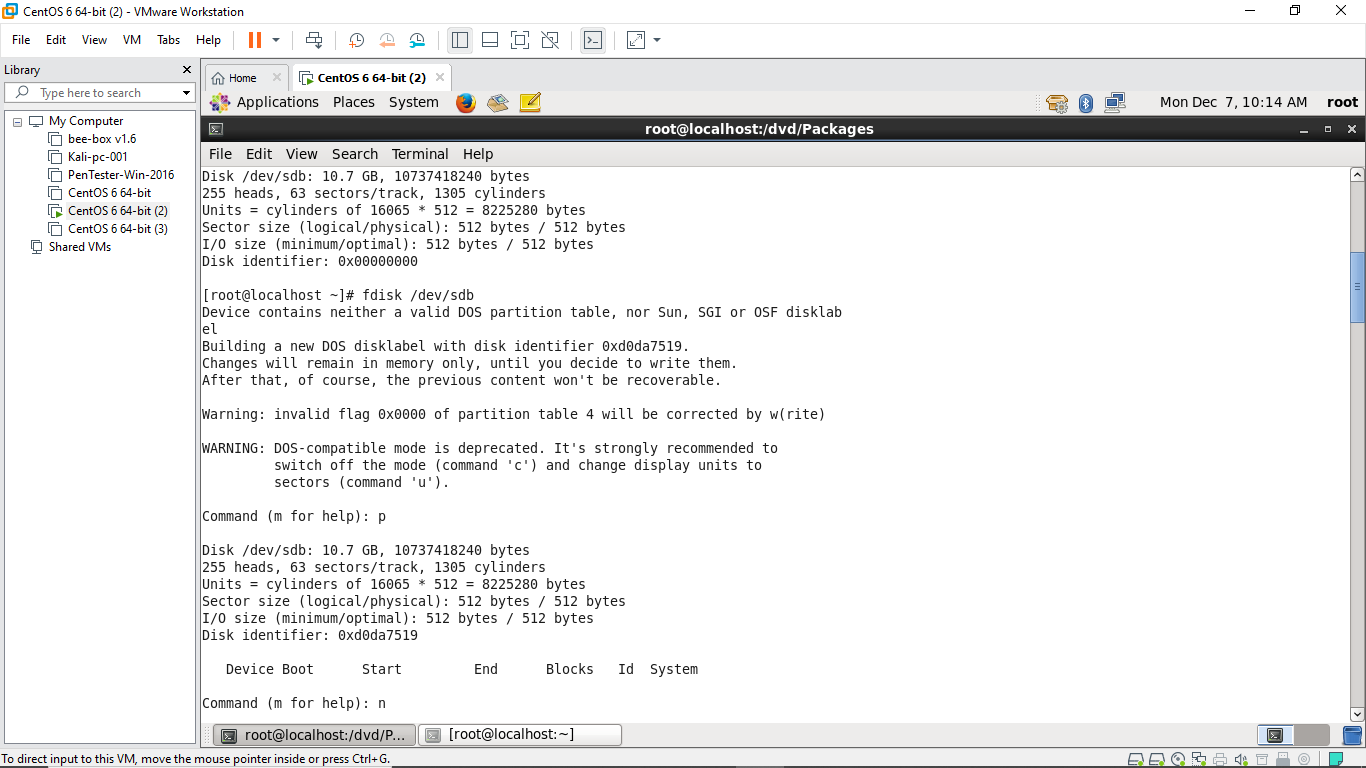 CentOS 6 64-bit (2) - VMware Workstation
File Edit View VM Tabs Help
Library
Type here to search
My Computer
bee-box v1.6
Kali-pc-001
PenTester-Win-2016
CentOS 6 64-bit
CentOS 6 64-bit (2)
CentOS 6 64-bit (3)
Shared VMs
Home
CentOS 6 64-bit (2)
Applications Places System
Mon Dec 7, 10:14 AM root
root@localhost:/dvd/Packages
File Edit View Search Terminal Help
Disk /dev/sdb: 10.7 GB, 10737418240 bytes
255 heads, 63 sectors/track, 1305 cylinders
Units = cylinders of 16065 * 512 = 8225280 bytes
Sector size (logical/physical): 512 bytes / 512 bytes
I/O size (minimum/optimal): 512 bytes / 512 bytes
Disk identifier: 0x00000000
[root@localhost ~]# fdisk /dev/sdb
Device contains neither a valid DOS partition table, nor Sun, SGI or OSF disklab
el
Building a new DOS disklabel with disk identifier 0xd0da7519.
Changes will remain in memory only, until you decide to write them.
After that, of course, the previous content won't be recoverable.
Warning: invalid flag 0x0000 of partition table 4 will be corrected by w(rite)
WARNING: DOS-compatible mode is deprecated. It's strongly recommended to
switch off the mode (command 'c') and change display units to
sectors (command 'u').
Command (m for help): p
Disk /dev/sdb: 10.7 GB, 10737418240 bytes
255 heads, 63 sectors/track, 1305 cylinders
Units = cylinders of 16065 * 512 = 8225280 bytes
Sector size (logical/physical): 512 bytes / 512 bytes
I/O size (minimum/optimal): 512 bytes / 512 bytes
Disk identifier: 0xd0da7519
Device Boot Start End Blocks Id System
Command (m for help): n
root@localhost:/dvd/P...
[root@localhost:~]
To direct input to this VM, move the mouse pointer inside or press Ctrl+G.